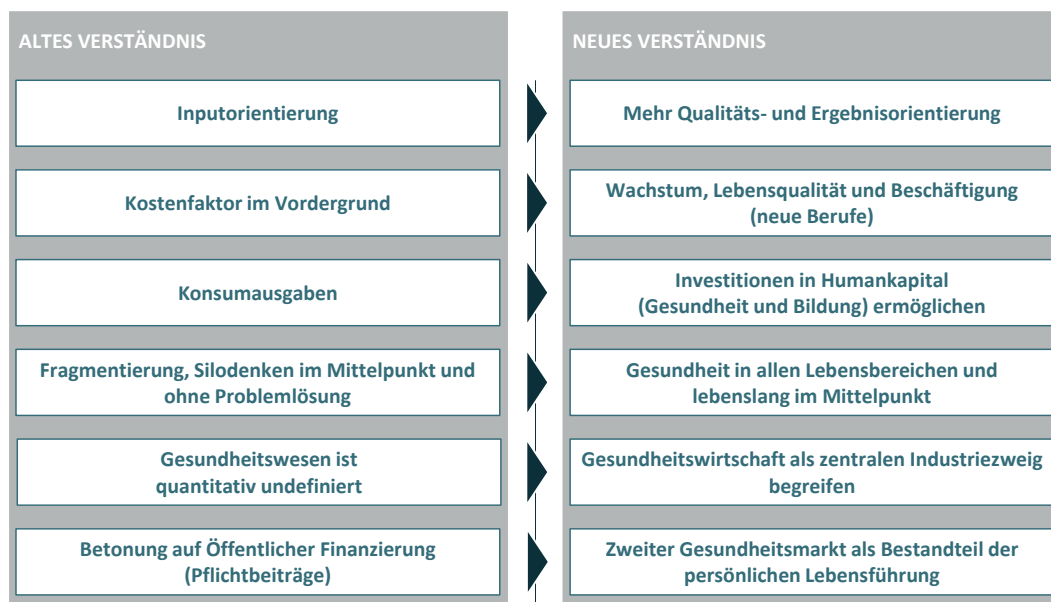 ALTES VERSTÄNDNIS
NEUES VERSTÄNDNIS
Inputorientierung
Mehr Qualitäts- und Ergebnisorientierung
Kostenfaktor im Vordergrund
Wachstum, Lebensqualität und Beschäftigung
(neue Berufe)
Konsumausgaben
Investitionen in Humankapital
(Gesundheit und Bildung) ermöglichen
Fragmentierung, Silodenken im Mittelpunkt und
ohne Problemlösung
Gesundheit in allen Lebensbereichen und
lebenslang im Mittelpunkt
Gesundheitswesen ist
quantitativ undefiniert
Gesundheitswirtschaft als zentralen Industriezweig
begreifen
Betonung auf Öffentlicher Finanzierung
(Pflichtbeiträge)
Zweiter Gesundheitsmarkt als Bestandteil der
persönlichen Lebensführung